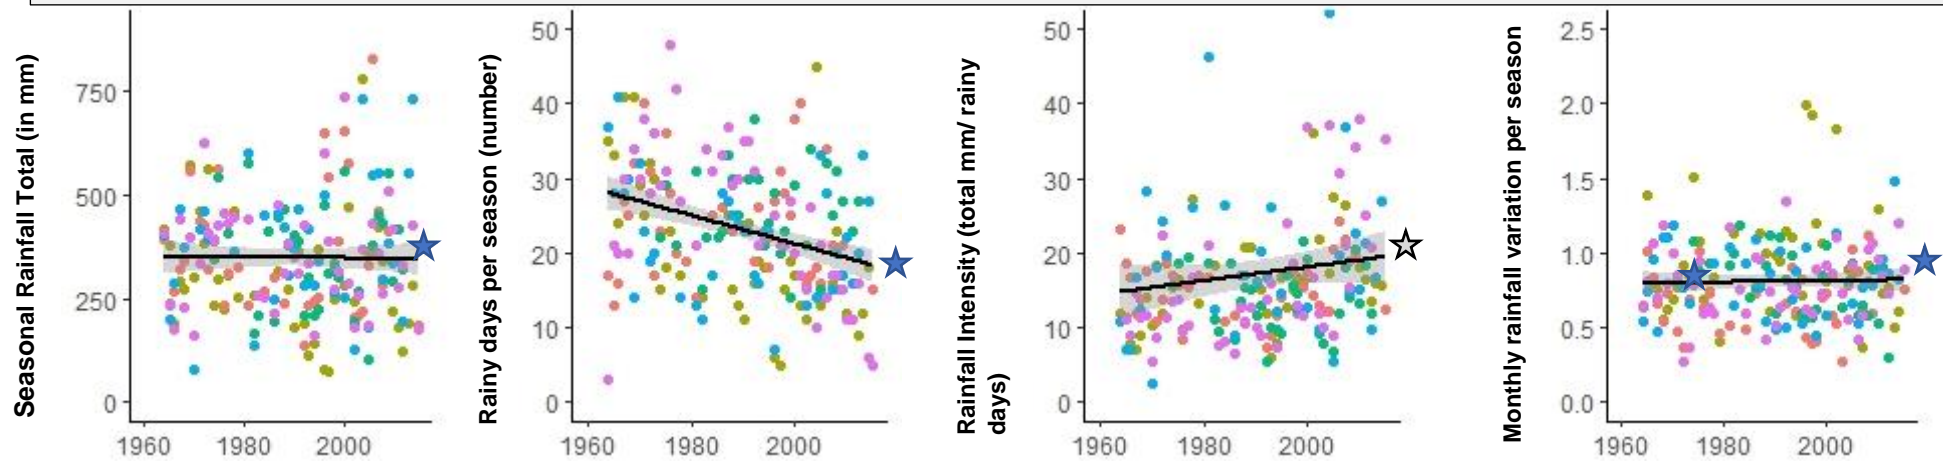 Seasonal Rainfall Total (in mm)
750
500
250
0
1960 1980 2000
Rainy days per season (number)
50
40
30
20
10
0
1960 1980 2000
Rainfall Intensity (total mm/ rainy
days)
50
40
30
20
10
0
1960 1980 2000
Monthly rainfall variation per season
2.5
2.0
1.5
1.0
0.5
0.0
1960 1980 2000